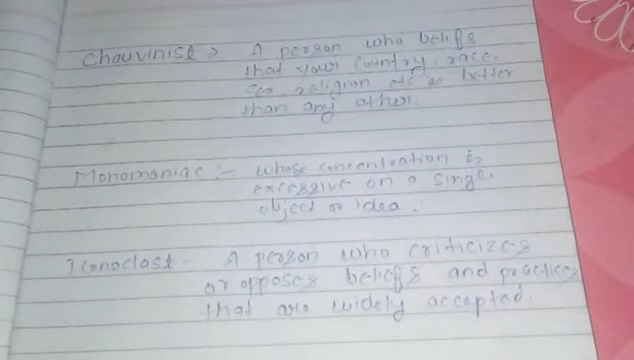 Chauvinist → A person who beliefs
that your country, race,
sex, religion etc is better
than any other.
Monomaniac :- whose concentration is
excessive on a single
object or idea.
Iconoclast - A person who criticizes
or opposes beliefs and practices
that are widely accepted.